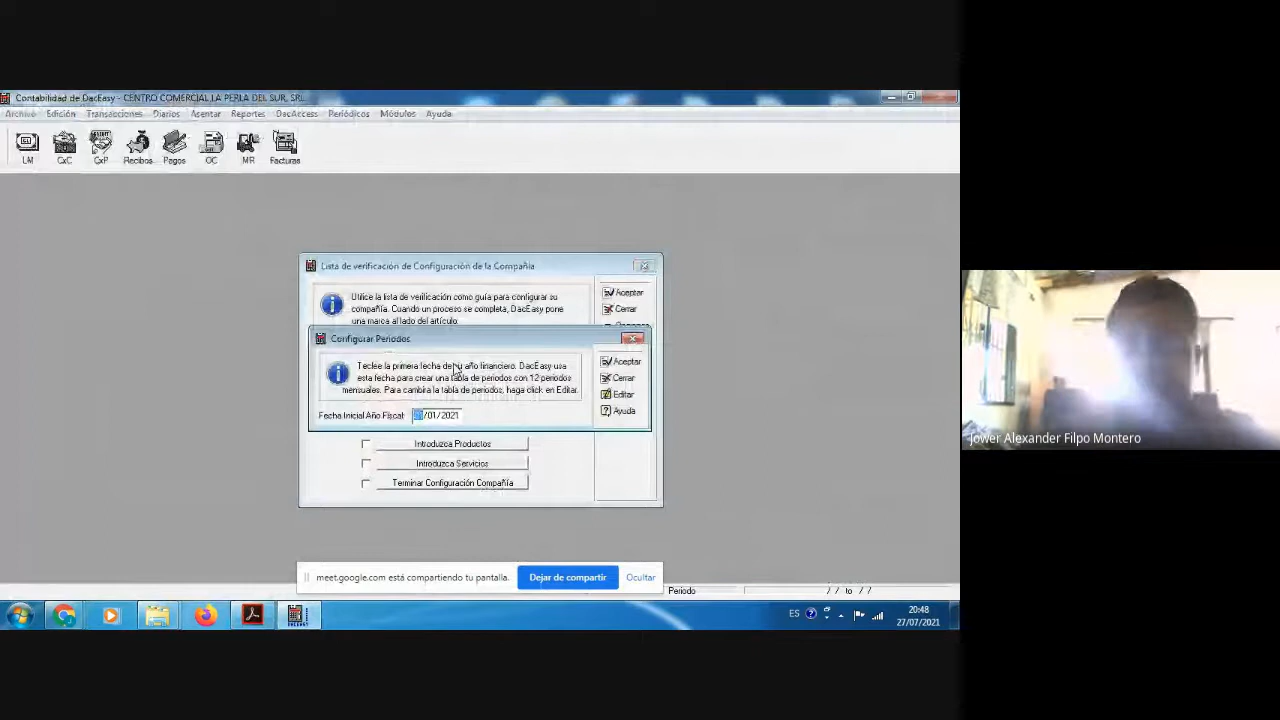 Contabilidad de DacEasy - CENTRO COMERCIAL LA PERLA DEL SUR, SRL
Archivo Edición Transacciones Diarios Asentar Reportes DacAccess Periódicos Módulos Ayuda
LM CxC CxP Recibos Pagos OC MR Facturas
Lista de verificación de Configuración de la Compañía
Utilice la lista de verificación como guía para configurar su
compañía. Cuando un proceso se completa, DacEasy pone
una marca al lado del artículo.
Aceptar
Cerrar
Configurar Periodos
Teclee la primera fecha de su año financiero. DacEasy usa
esta fecha para crear una tabla de periodos con 12 periodos
mensuales. Para cambira la tabla de periodos, haga click en Editar.
Aceptar
Cerrar
Editar
Ayuda
Fecha Inicial Año Fiscal: 01/01/2021
Introduzca Productos
Introduzca Servicios
Terminar Configuración Compañía
Jower Alexander Filpo Montero
meet.google.com está compartiendo tu pantalla. Dejar de compartir Ocultar
Periodo / / to / /
ES 20:48
27/07/2021